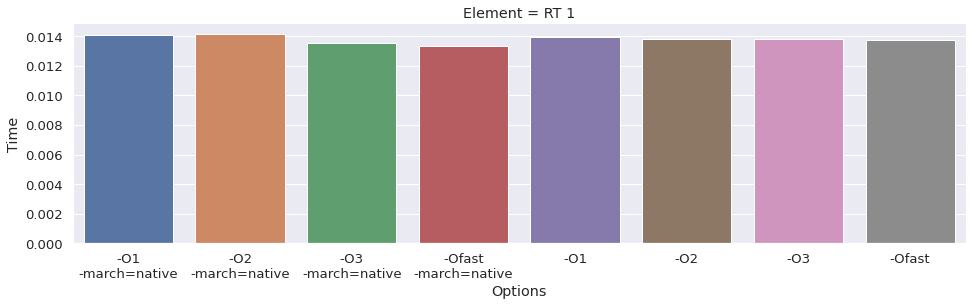 Element = RT 1
Time
0.014
0.012
0.010
0.008
0.006
0.004
0.002
0.000
-O1
-march=native
-O2
-march=native
-O3
-march=native
-Ofast
-march=native
-O1
-O2
-O3
-Ofast
Options